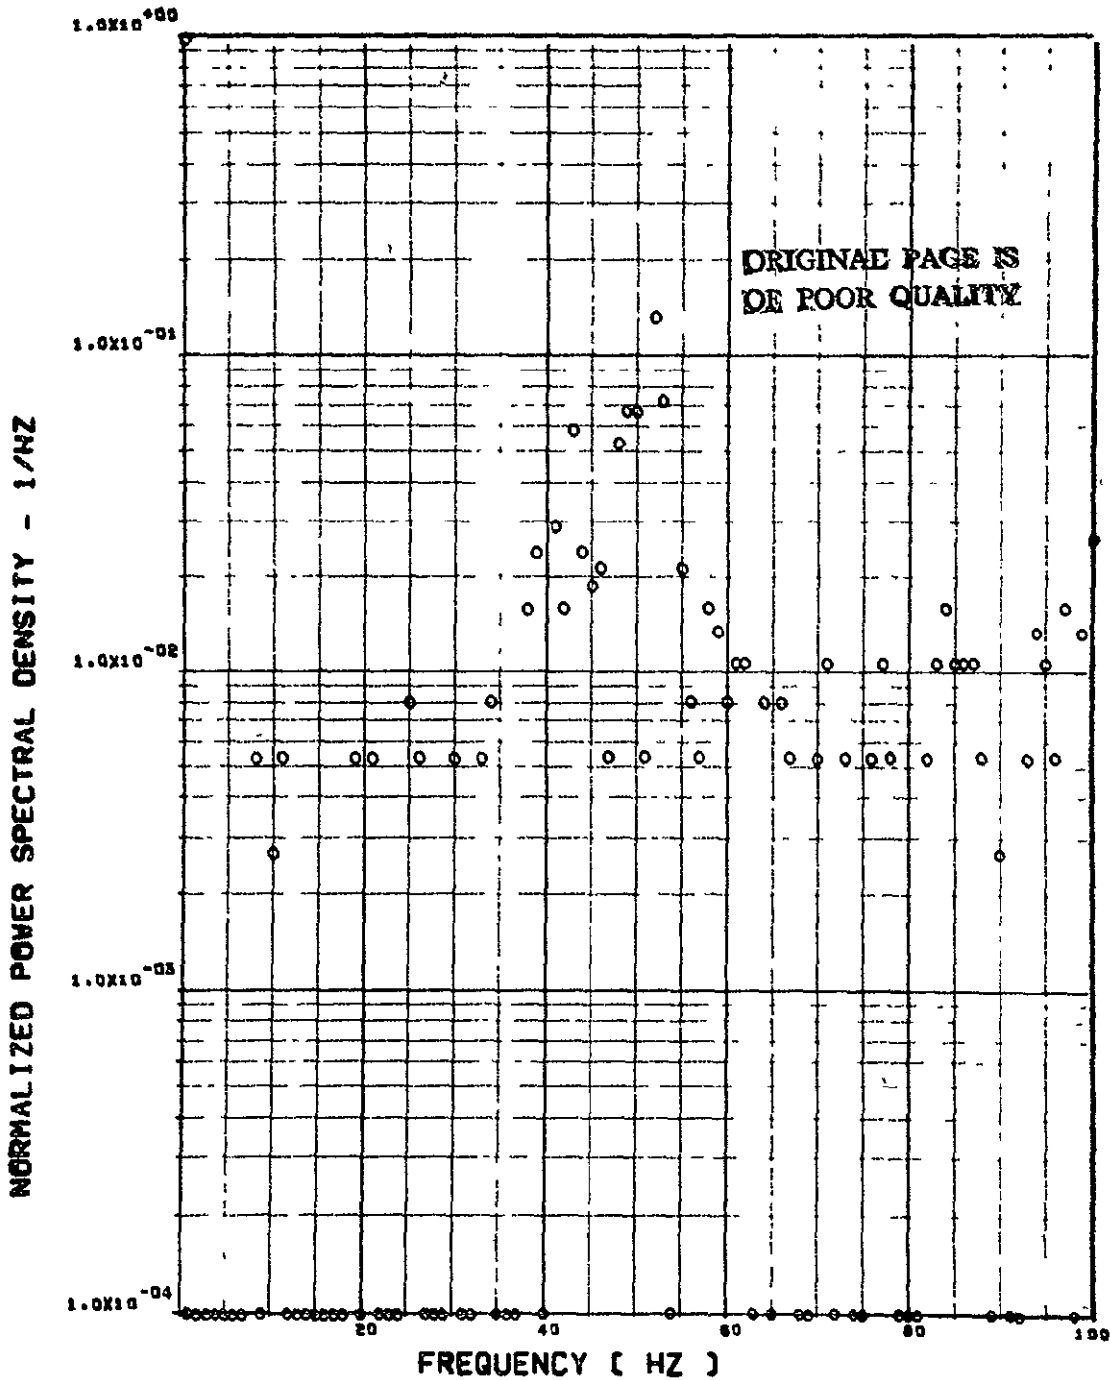 1.0X10+00
ORIGINAL PAGE IS
OF POOR QUALITY
1.0X10-01
1.0X10-02
1.0X10-03
1.0X10-04
NORMALIZED POWER SPECTRAL DENSITY - 1/HZ
20 40 60 80 100
FREQUENCY [ HZ ]